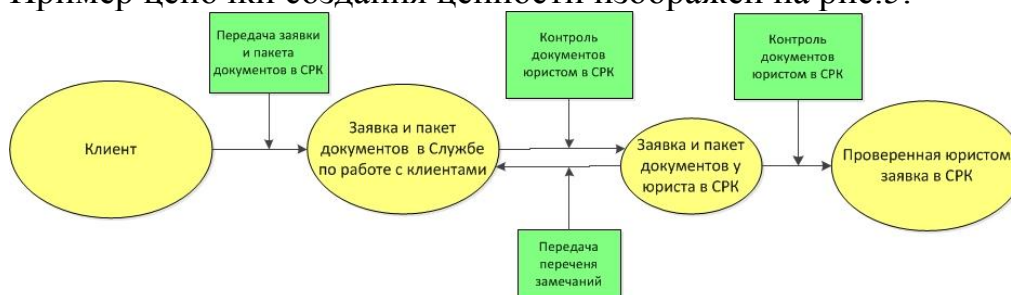 Пример цепочки создания ценности изображен на рис.3.
Передача заявки
и пакета
документов в СРК
Контроль
документов
юристом в СРК
Контроль
документов
юристом в СРК
Клиент
Заявка и пакет
документов в Службе
по работе с клиентами
Заявка и пакет
документов у
юриста в СРК
Проверенная юристом
заявка в СРК
Передача
переченя
замечаний